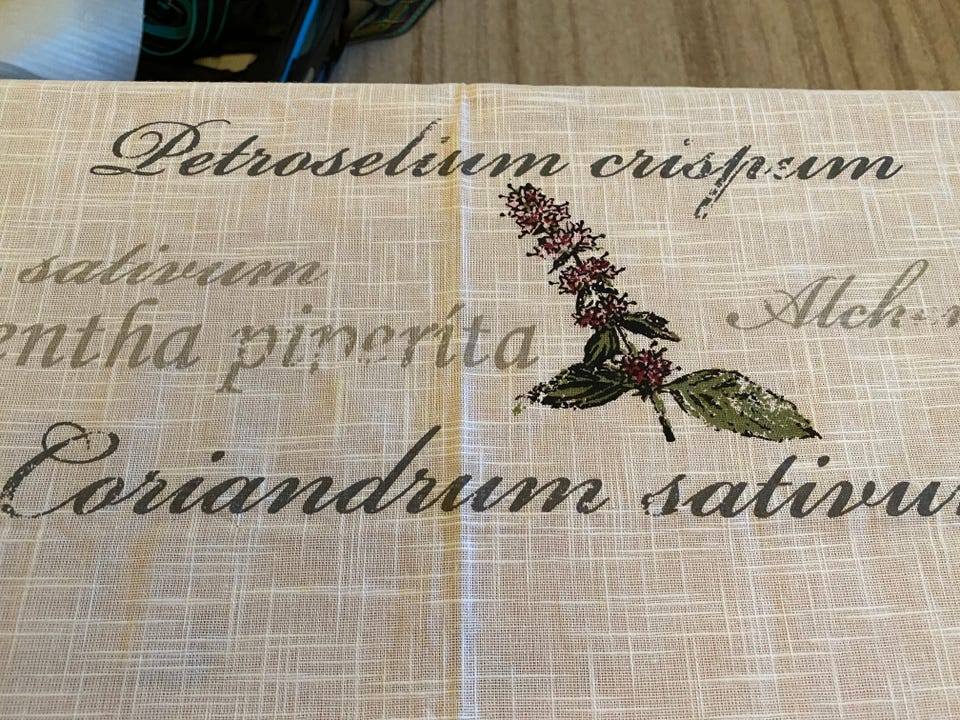 Petroselium crispum
sativum
entha piperita
Alch
Coriandrum sativu